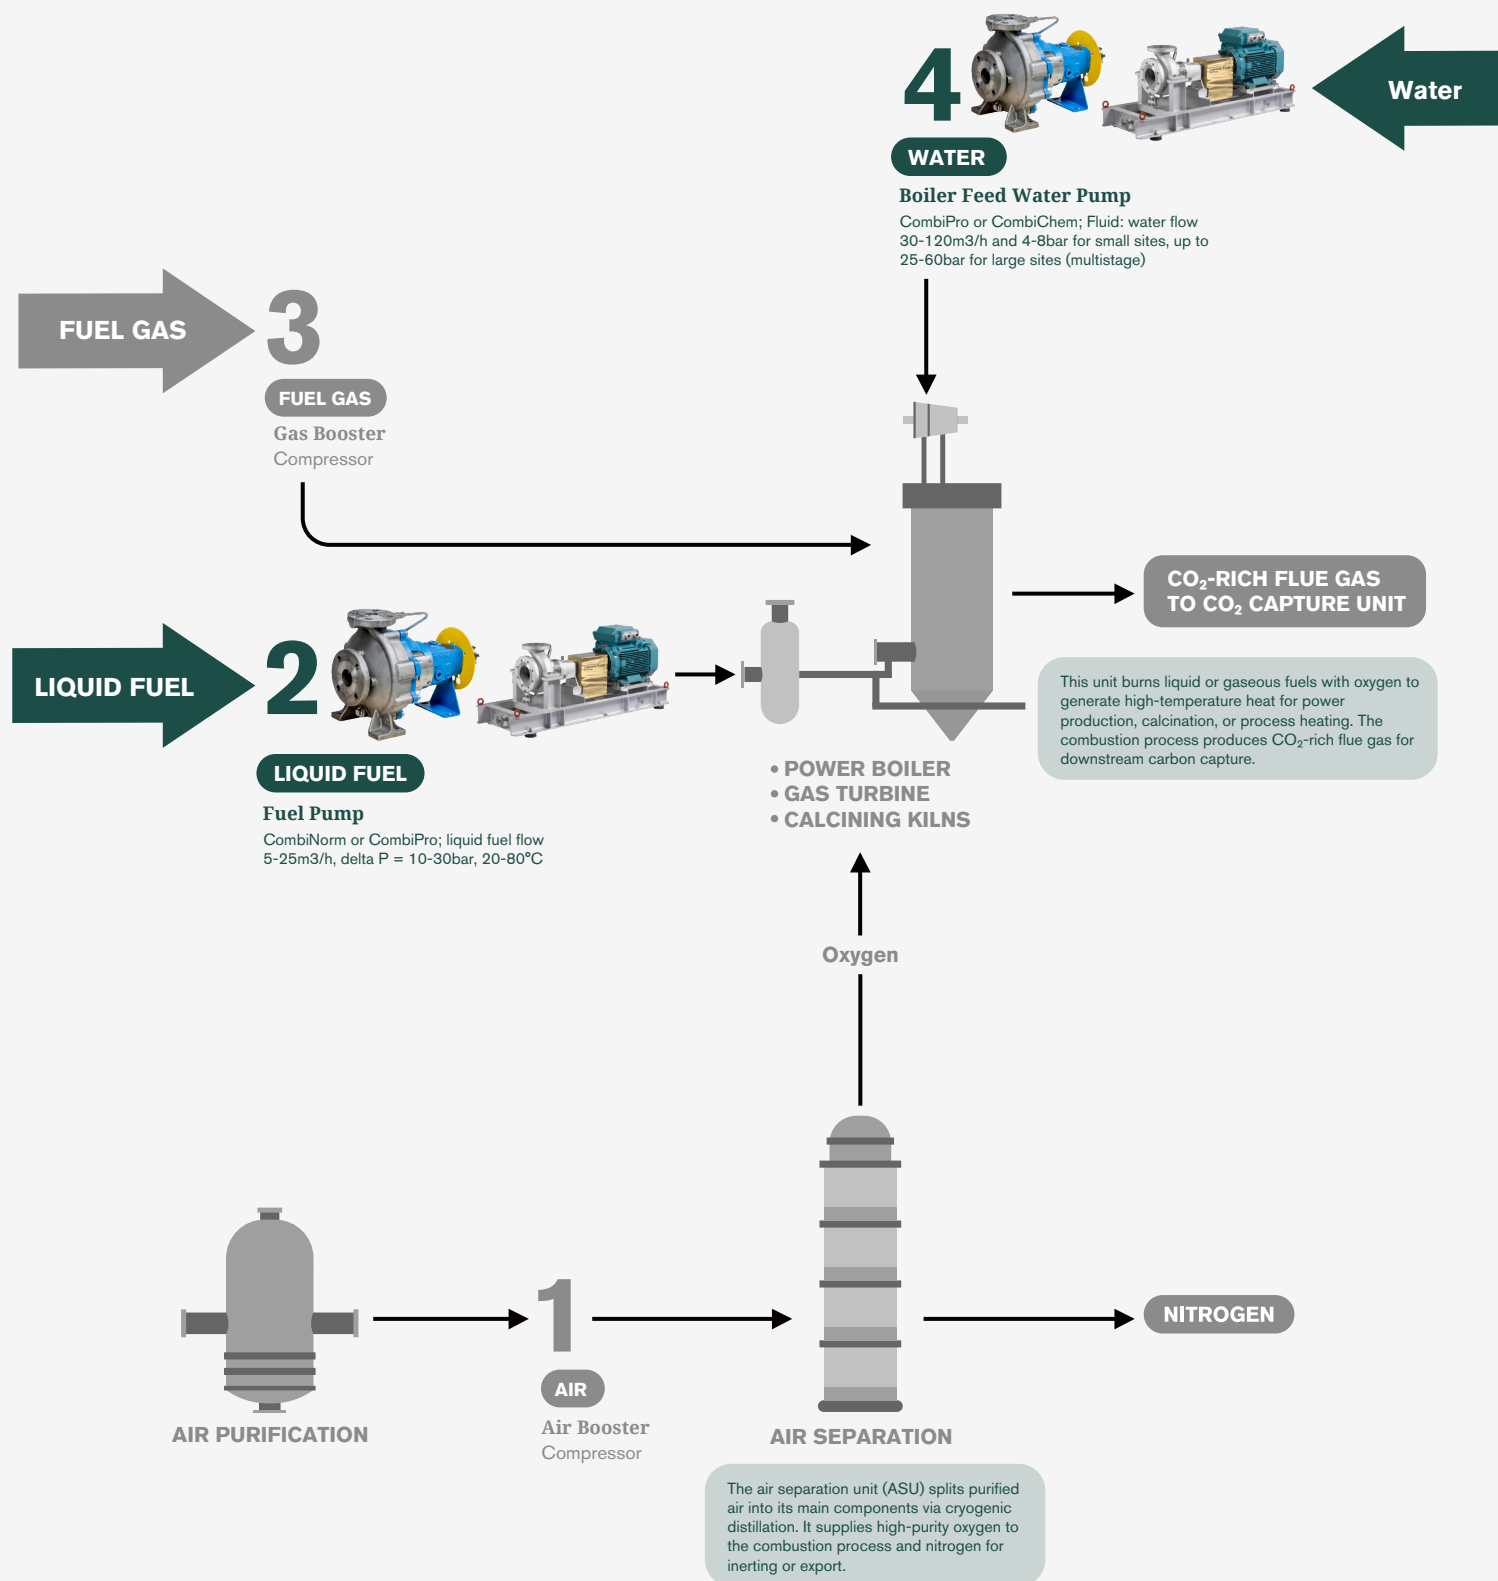 4
Water
WATER
Boiler Feed Water Pump
CombiPro or CombiChem; Fluid: water flow
30-120m3/h and 4-8bar for small sites, up to
25-60bar for large sites (multistage)
FUEL GAS
3
FUEL GAS
Gas Booster
Compressor
CO₂-RICH FLUE GAS
TO CO₂ CAPTURE UNIT
LIQUID FUEL
2
This unit burns liquid or gaseous fuels with oxygen to
generate high-temperature heat for power
production, calcination, or process heating. The
combustion process produces CO₂-rich flue gas for
downstream carbon capture.
LIQUID FUEL
Fuel Pump
CombiNorm or CombiPro; liquid fuel flow
5-25m3/h, delta P = 10-30bar, 20-80°C
• POWER BOILER
• GAS TURBINE
• CALCINING KILNS
Oxygen
1
NITROGEN
AIR
Air Booster
Compressor
AIR PURIFICATION
AIR SEPARATION
The air separation unit (ASU) splits purified
air into its main components via cryogenic
distillation. It supplies high-purity oxygen to
the combustion process and nitrogen for
inerting or export.